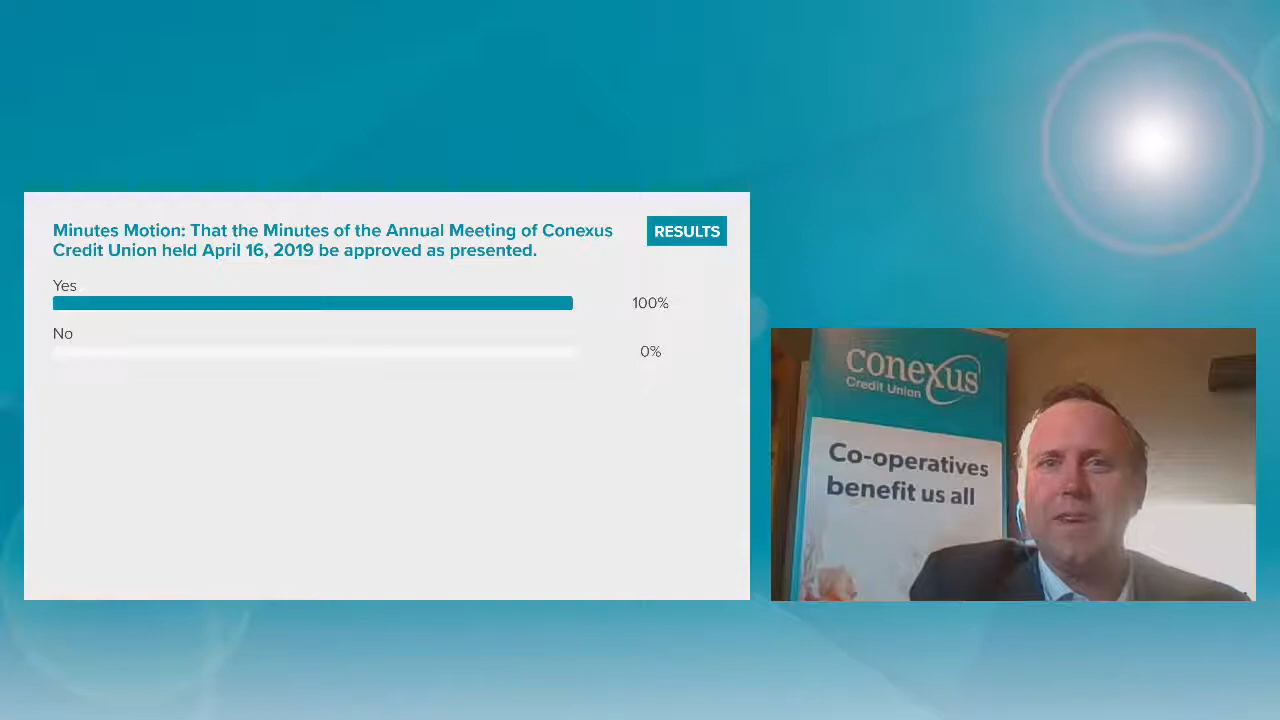 Minutes Motion: That the Minutes of the Annual Meeting of Conexus
Credit Union held April 16, 2019 be approved as presented.
RESULTS
Yes
100%
No
0%
conexus
Credit Union
Co-operatives
benefit us all